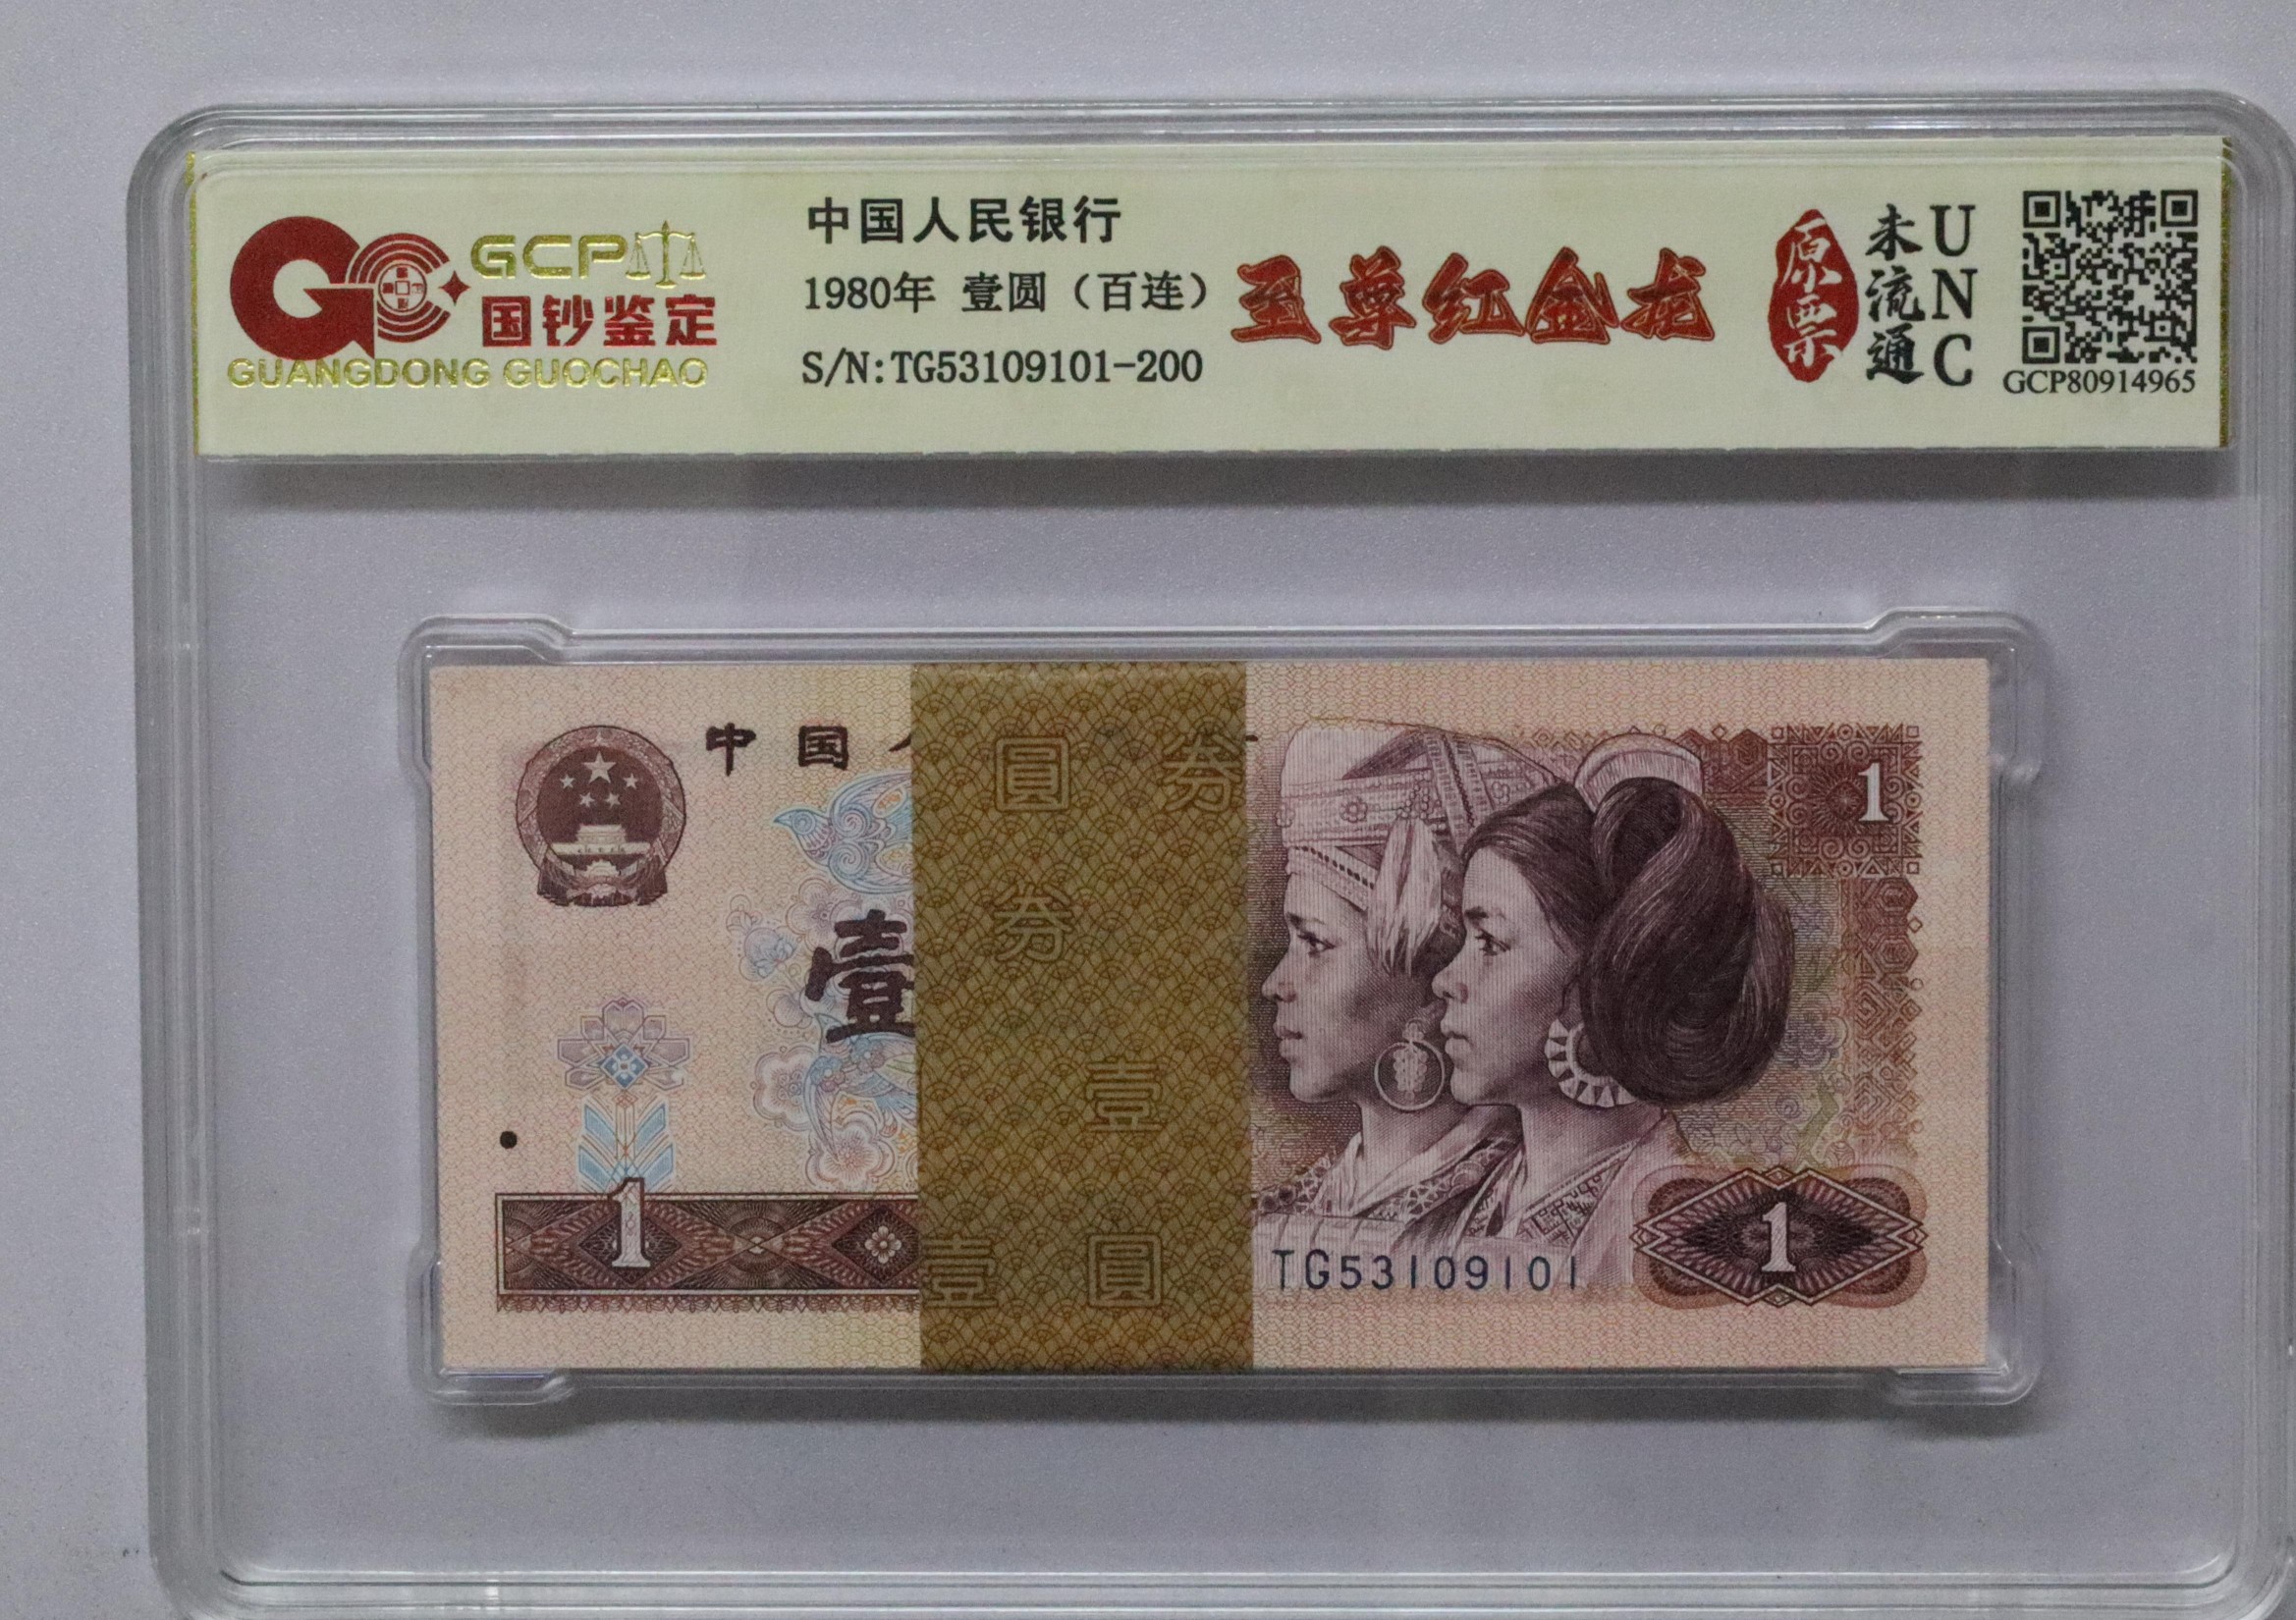 GCP
国钞鉴定
GUANGDONG GUOCHAO
中国人民银行
1980年 壹圆（百连）
S/N:TG53109101-200
至尊红金龙
原票
未流通
UNC
GCP80914965
中国
壹
圓 券
券
壹
壹 圓
1
1
1
TG53109101